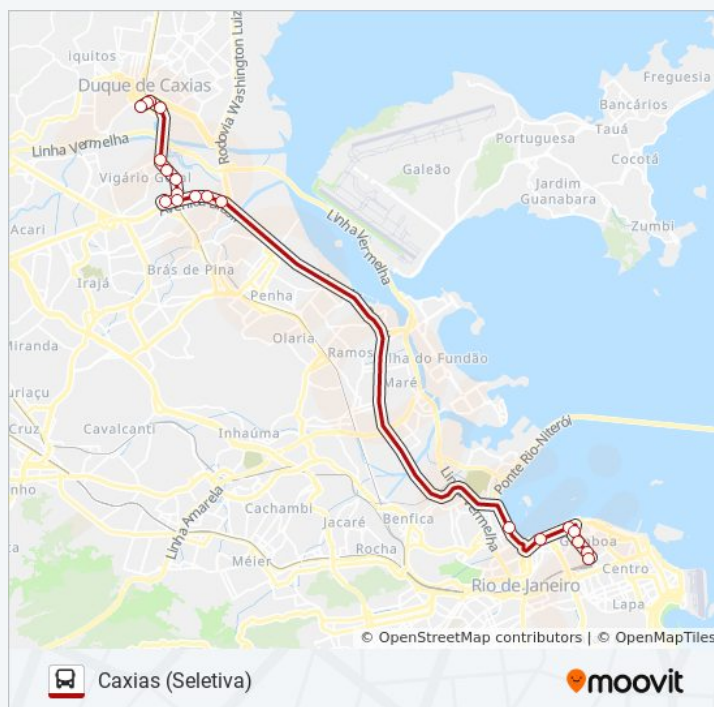 iquitos
Duque de Caxias
Rodovia Washington Luiz
Freguesia
Bancários
Tauá
Portuguesa
Cocotá
Linha Vermelha
Galeão
Vigário Geral
Jardim
Guanabara
Zumbi
Acari
Linha Vermelha
Brás de Pina
Irajá
Penha
Olaria
Miranda
Ramos
Ilha do Fundão
Maré
uriaçu
Cruz
Cavalcanti
Inhaúma
Ponte Rio-Niterói
nho
Linha Amarela
Cachambi
Benfica
Linha Vermelha
Jacaré
Rocha
Gamboa
Méier
Centro
Rio de Janeiro
Lapa
© OpenStreetMap contributors | © OpenMapTiles
Caxias (Seletiva)
moovit